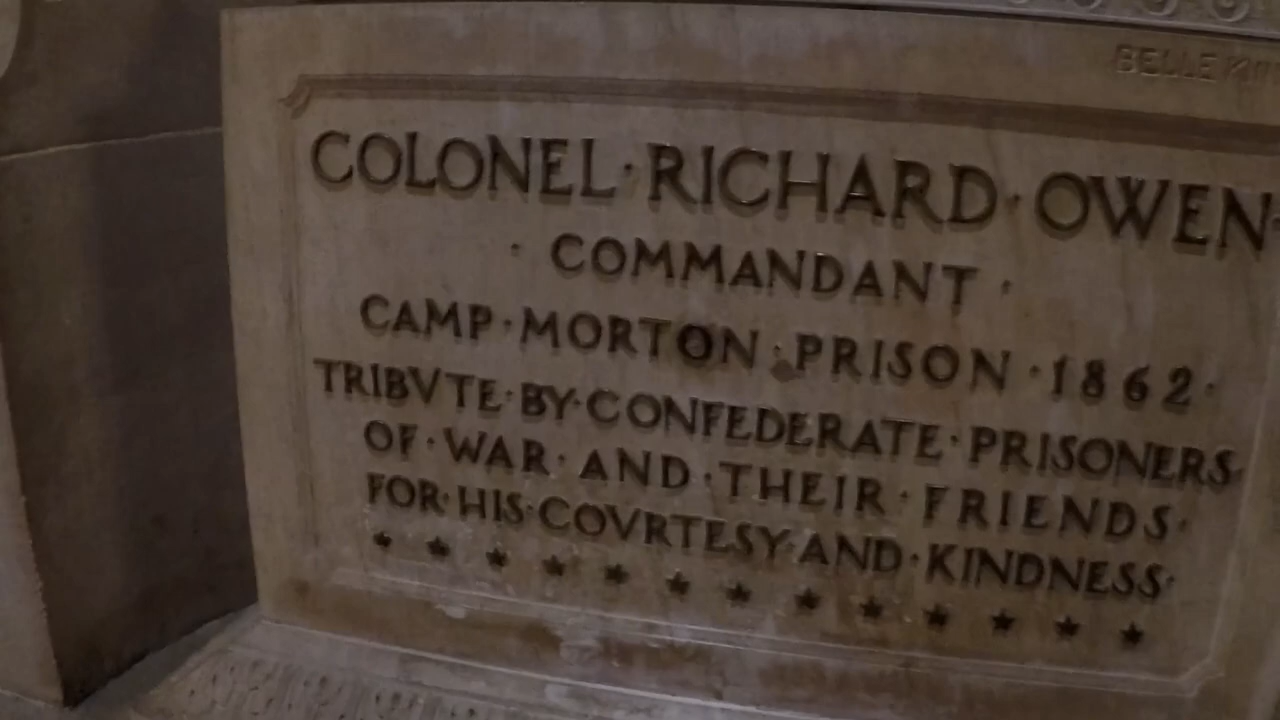 BELLE
COLONEL · RICHARD · OWEN ·
· COMMANDANT ·
CAMP · MORTON · PRISON · 1862 ·
TRIBVTE · BY · CONFEDERATE · PRISONERS
OF · WAR · AND · THEIR · FRIENDS ·
FOR · HIS · COVRTESY · AND · KINDNESS ·